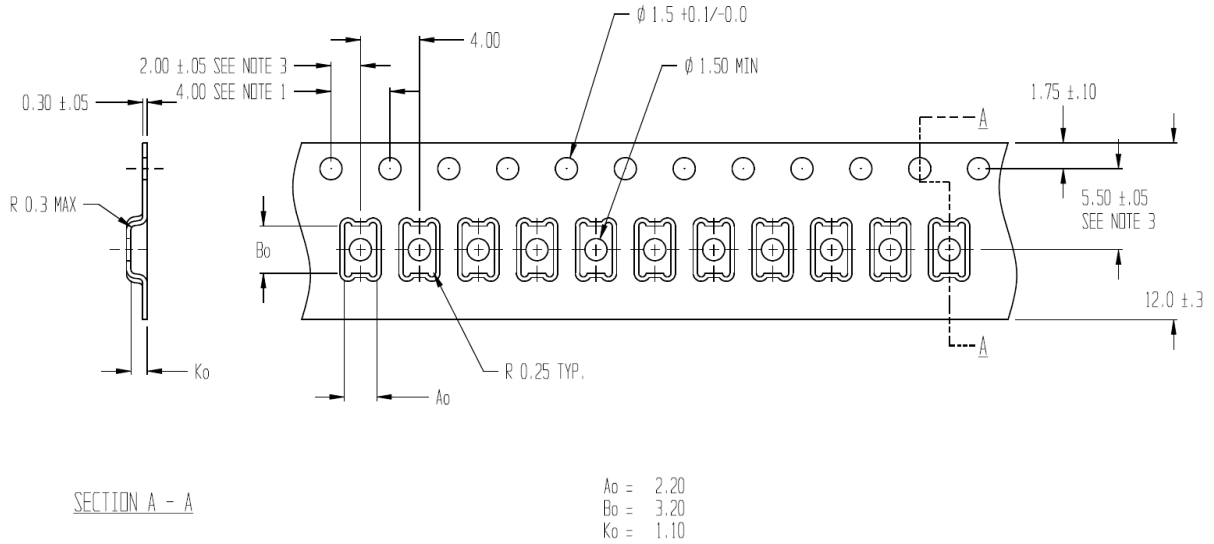 ⌀ 1.5 +0.1/-0.0
4.00
2.00 ±.05 SEE NOTE 3
⌀ 1.50 MIN
4.00 SEE NOTE 1
0.30 ±.05
1.75 ±.10
A
R 0.3 MAX
5.50 ±.05
SEE NOTE 3
Bo
12.0 ±.3
A
Ko
R 0.25 TYP.
Ao
SECTION A - A
Ao = 2.20
Bo = 3.20
Ko = 1.10